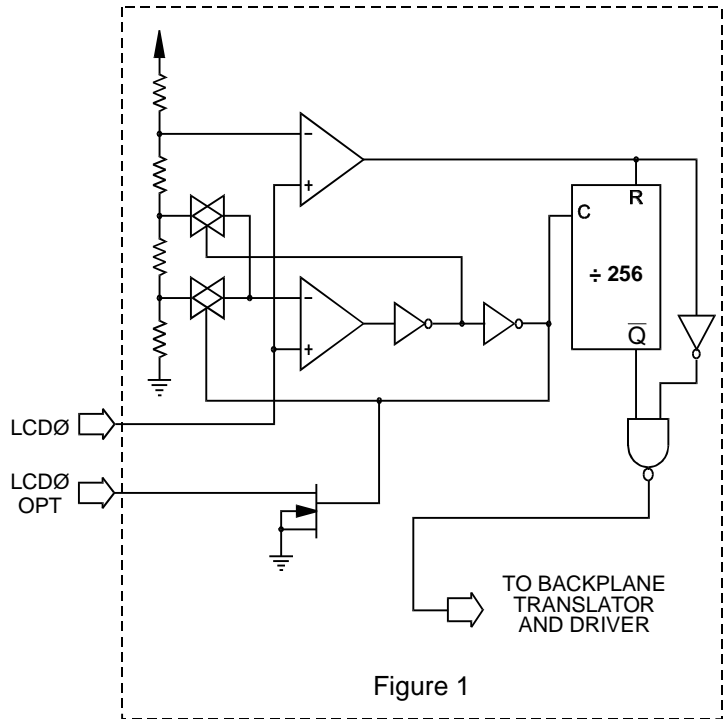 −
+
R
C
÷ 256
−
+
Q
LCDØ
LCDØ
OPT
TO BACKPLANE
TRANSLATOR
AND DRIVER
Figure 1